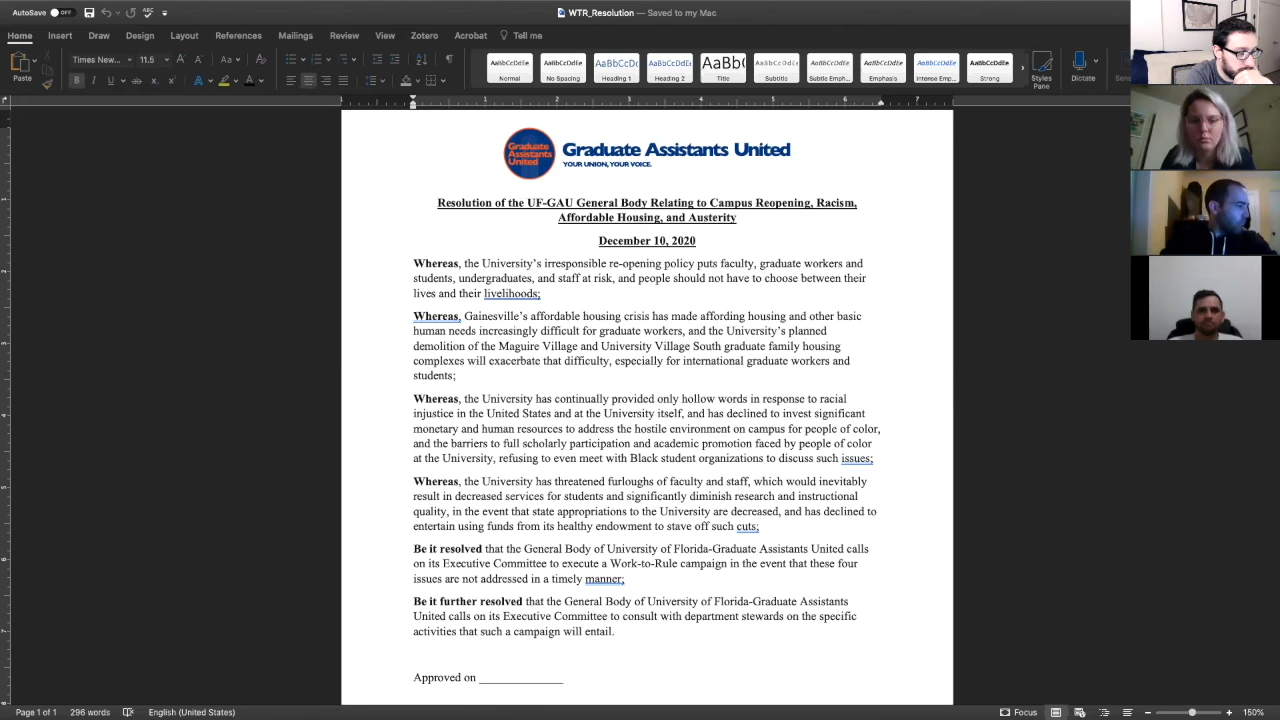 AutoSave OFF
WTR_Resolution — Saved to my Mac
Home Insert Draw Design Layout References Mailings Review View Zotero Acrobat Tell me
Paste
Times New... 11.5
AaBbCcDdEe AaBbCcDdEe AaBbCcDc AaBbCcDdEe AaBb( AaBbCcDdEe AaBbCcDdEe AaBbCcDdEe AaBbCcDdEe AaBbCcDdEe
Normal No Spacing Heading 1 Heading 2 Title Subtitle Subtle Emph... Emphasis Intense Emp... Strong
Styles Pane
Dictate
Graduate Assistants United
Graduate Assistants United
YOUR UNION, YOUR VOICE.
Resolution of the UF-GAU General Body Relating to Campus Reopening, Racism,
Affordable Housing, and Austerity
December 10, 2020
Whereas, the University's irresponsible re-opening policy puts faculty, graduate workers and
students, undergraduates, and staff at risk, and people should not have to choose between their
lives and their livelihoods;
Whereas, Gainesville's affordable housing crisis has made affording housing and other basic
human needs increasingly difficult for graduate workers, and the University's planned
demolition of the Maguire Village and University Village South graduate family housing
complexes will exacerbate that difficulty, especially for international graduate workers and
students;
Whereas, the University has continually provided only hollow words in response to racial
injustice in the United States and at the University itself, and has declined to invest significant
monetary and human resources to address the hostile environment on campus for people of color,
and the barriers to full scholarly participation and academic promotion faced by people of color
at the University, refusing to even meet with Black student organizations to discuss such issues;
Whereas, the University has threatened furloughs of faculty and staff, which would inevitably
result in decreased services for students and significantly diminish research and instructional
quality, in the event that state appropriations to the University are decreased, and has declined to
entertain using funds from its healthy endowment to stave off such cuts;
Be it resolved that the General Body of University of Florida-Graduate Assistants United calls
on its Executive Committee to execute a Work-to-Rule campaign in the event that these four
issues are not addressed in a timely manner;
Be it further resolved that the General Body of University of Florida-Graduate Assistants
United calls on its Executive Committee to consult with department stewards on the specific
activities that such a campaign will entail.
Approved on ______________
Page 1 of 1 296 words English (United States) Focus 150%